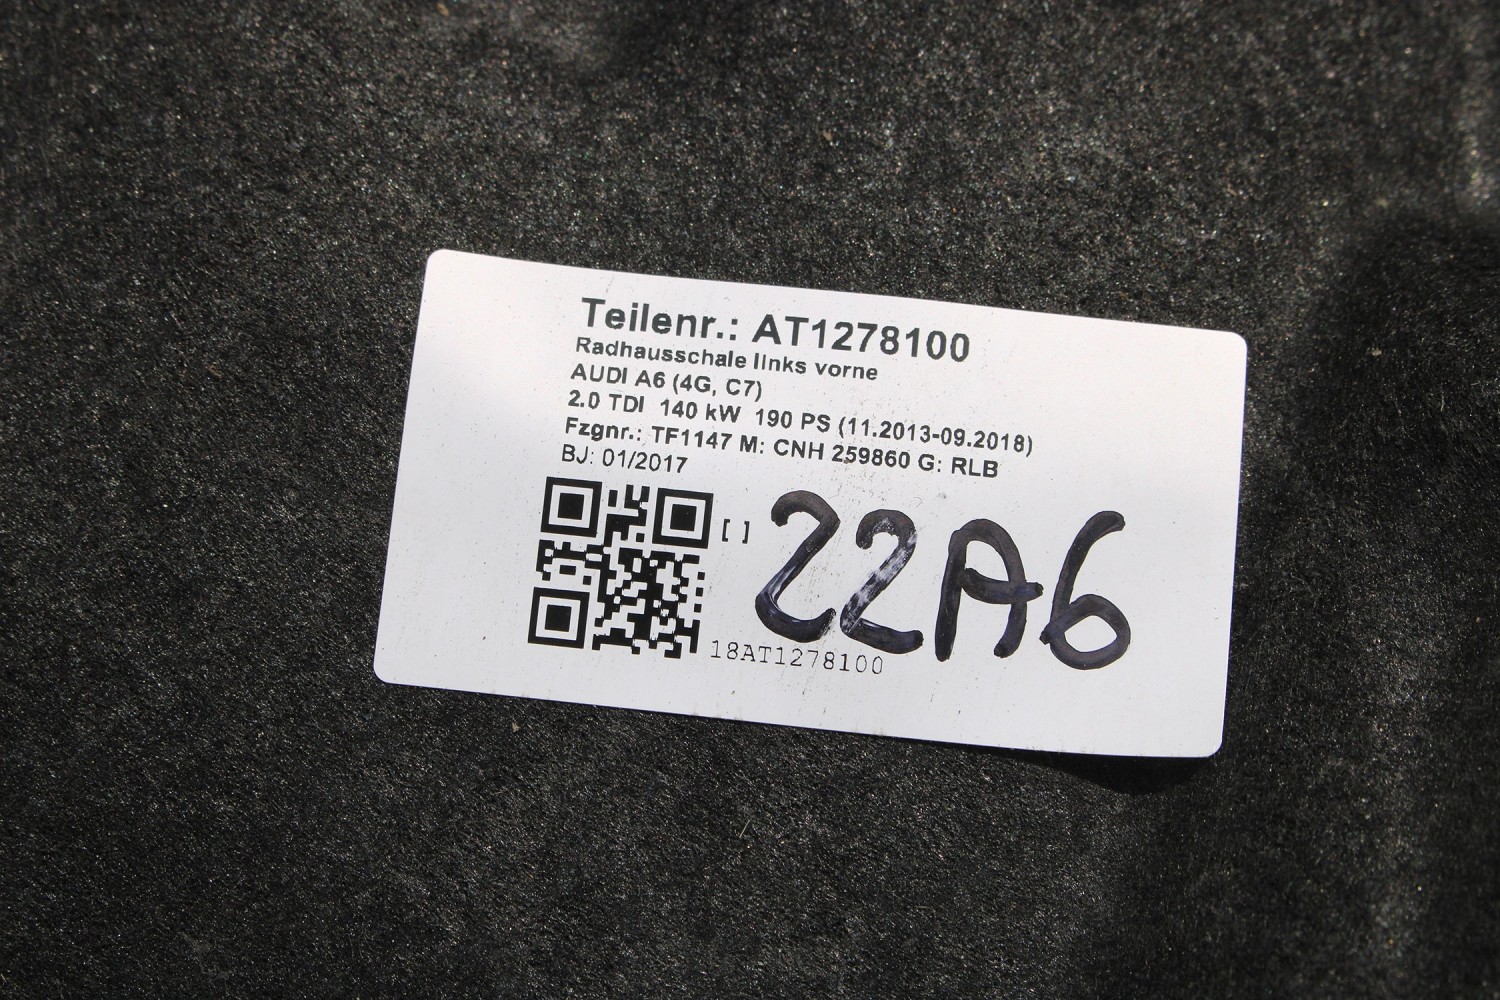 Teilenr.: AT1278100
Radhausschale links vorne
AUDI A6 (4G, C7)
2.0 TDI 140 kW 190 PS (11.2013-09.2018)
Fzgnr.: TF1147 M: CNH 259860 G: RLB
BJ: 01/2017
[ ]
22A6
18AT1278100